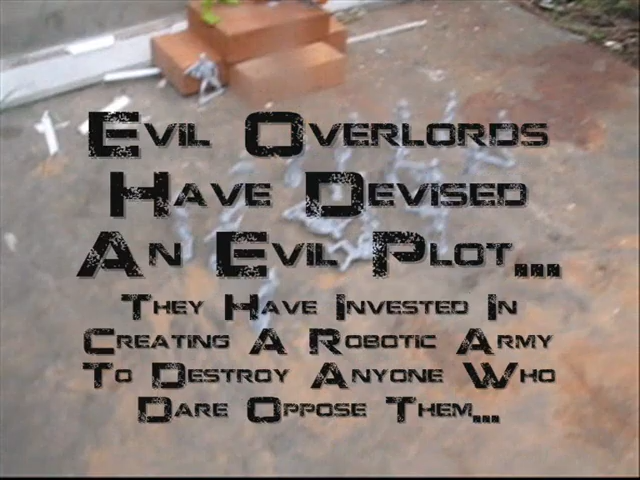 Evil Overlords
Have Devised
An Evil Plot...
They Have Invested In
Creating A Robotic Army
To Destroy Anyone Who
Dare Oppose Them...